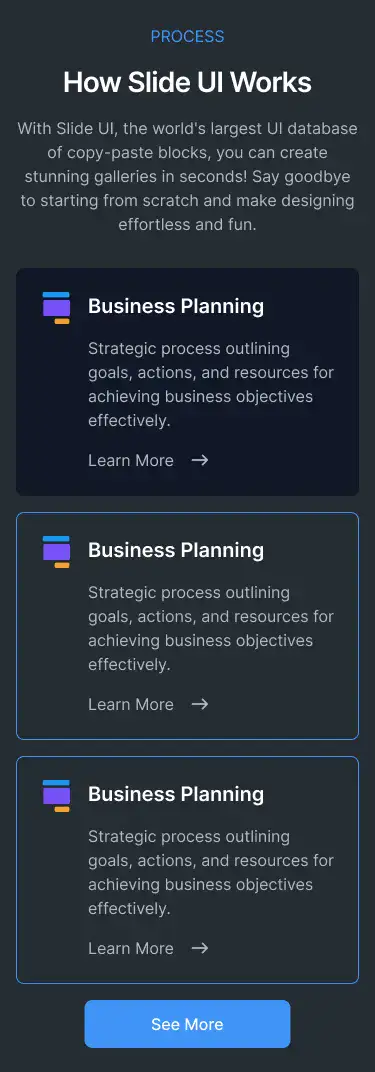 PROCESS
How Slide UI Works
With Slide UI, the world's largest UI database
of copy-paste blocks, you can create
stunning galleries in seconds! Say goodbye
to starting from scratch and make designing
effortless and fun.
Business Planning
Strategic process outlining
goals, actions, and resources for
achieving business objectives
effectively.
Learn More
Business Planning
Strategic process outlining
goals, actions, and resources for
achieving business objectives
effectively.
Learn More
Business Planning
Strategic process outlining
goals, actions, and resources for
achieving business objectives
effectively.
Learn More
See More